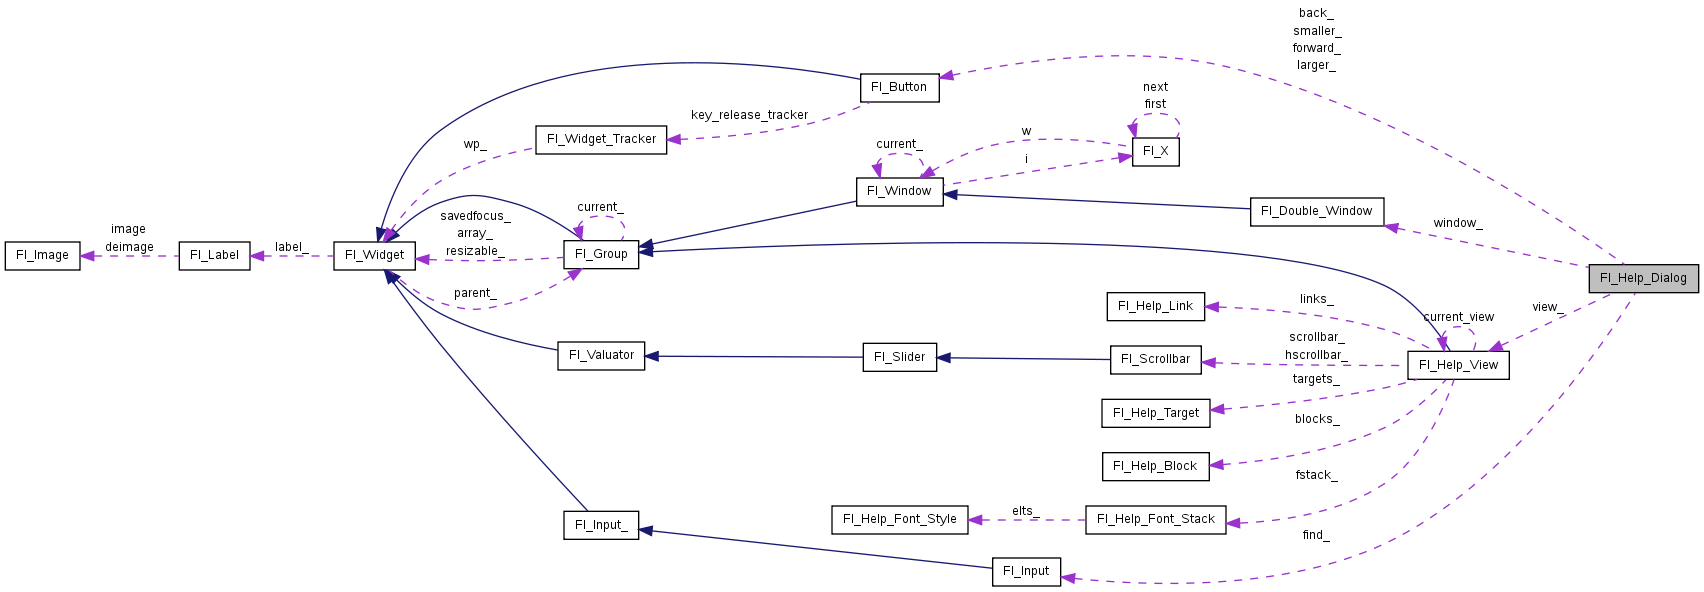 back_
smaller_
forward_
larger_
Fl_Button
next
first
key_release_tracker
Fl_Widget_Tracker
w
current_
wp_
Fl_X
i
Fl_Window
savedfocus_
array_
resizable_
current_
Fl_Double_Window
window_
image
deimage
label_
Fl_Image
Fl_Label
Fl_Widget
Fl_Group
Fl_Help_Dialog
parent_
links_
Fl_Help_Link
view_
current_view
scrollbar_
hscrollbar_
Fl_Valuator
Fl_Slider
Fl_Scrollbar
Fl_Help_View
targets_
Fl_Help_Target
blocks_
Fl_Help_Block
fstack_
elts_
Fl_Help_Font_Style
Fl_Help_Font_Stack
Fl_Input_
find_
Fl_Input